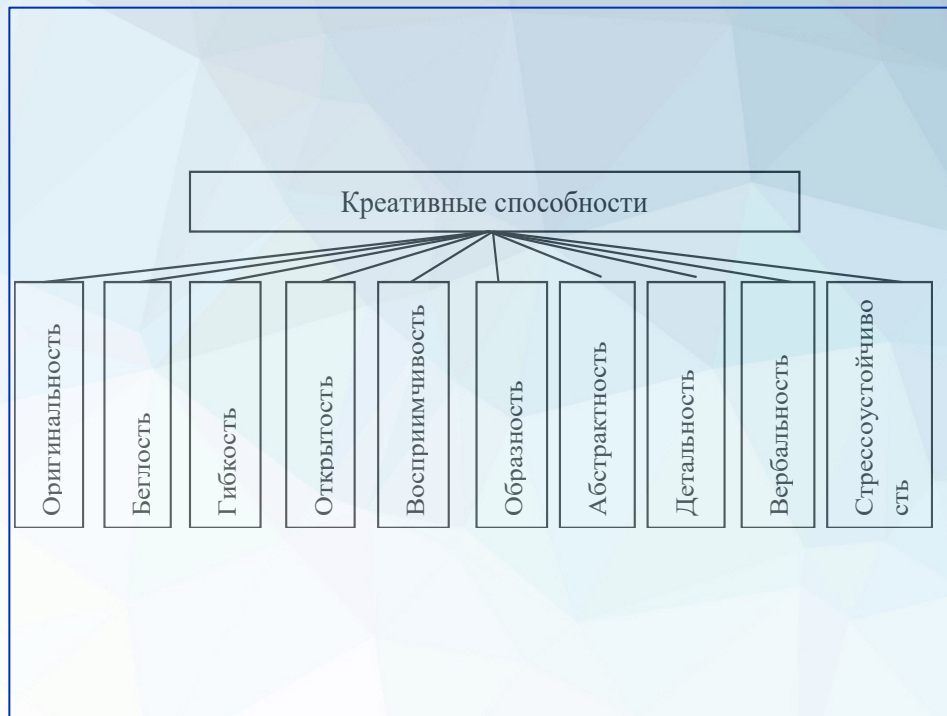 Креативные способности
Оригинальность
Беглость
Гибкость
Открытость
Восприимчивость
Образность
Абстрактность
Детальность
Вербальность
Стрессоустойчиво
сть